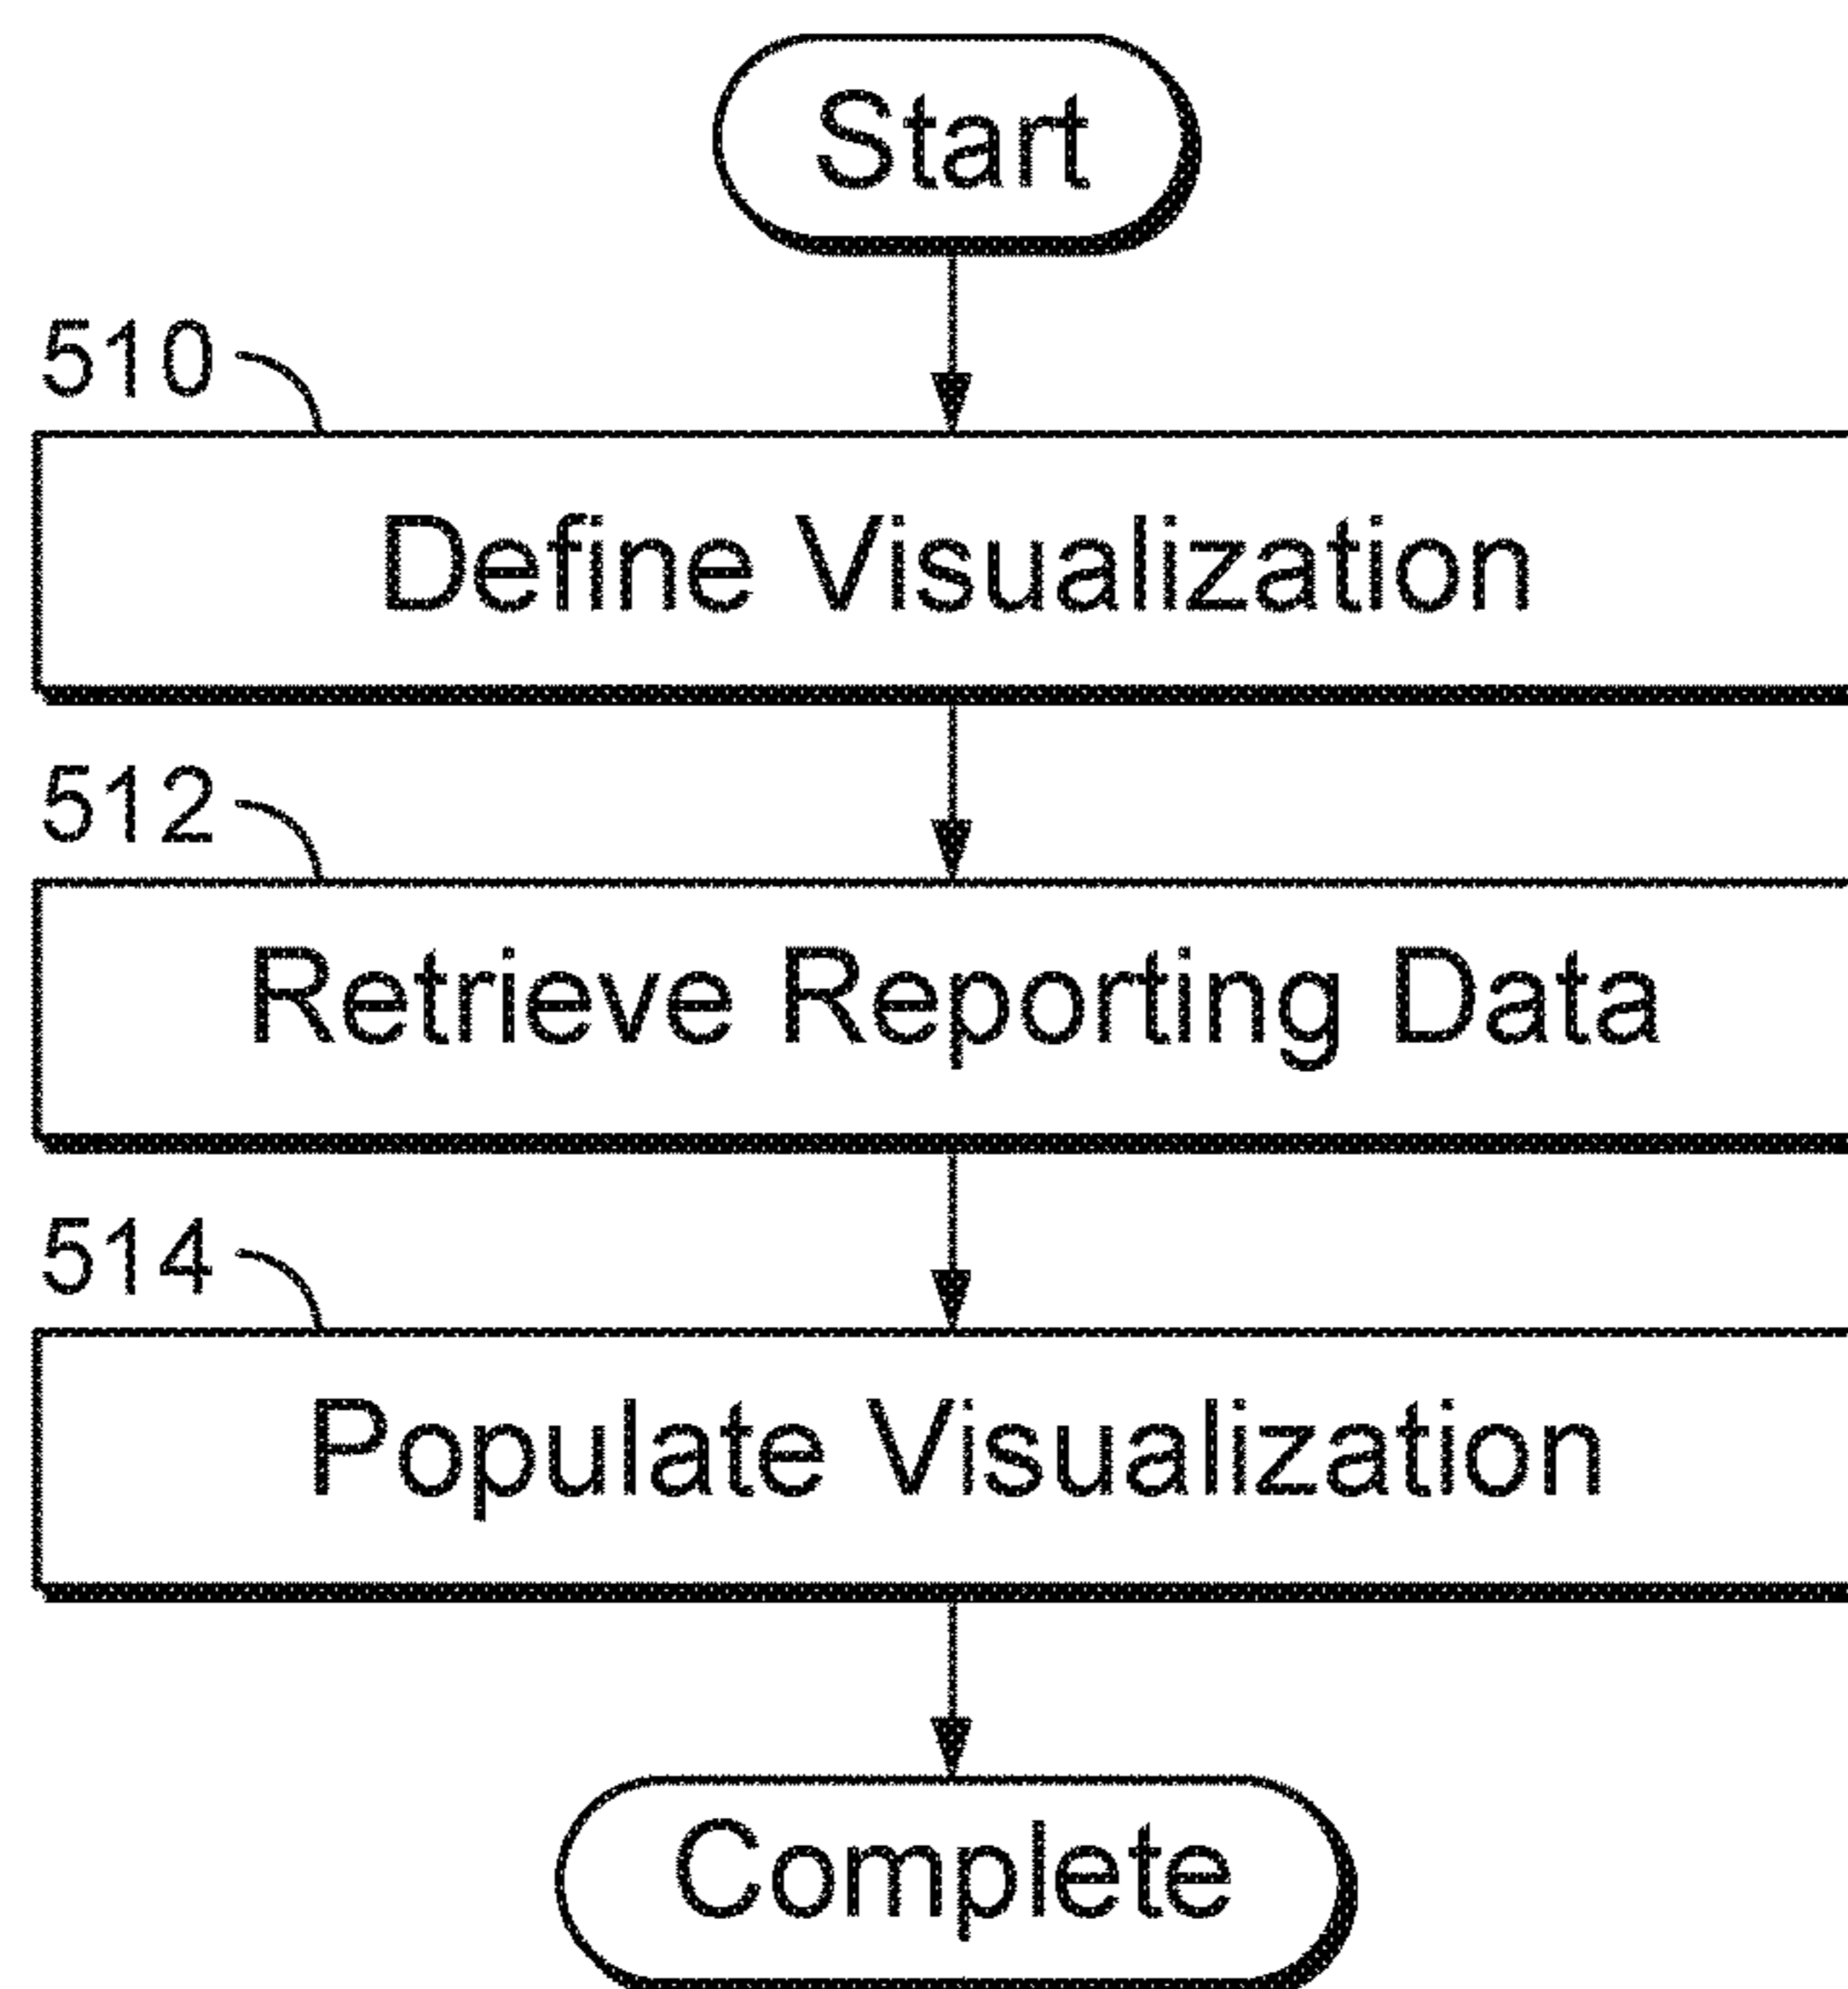 Start
510
Define Visualization
512
Retrieve Reporting Data
514
Populate Visualization
Complete